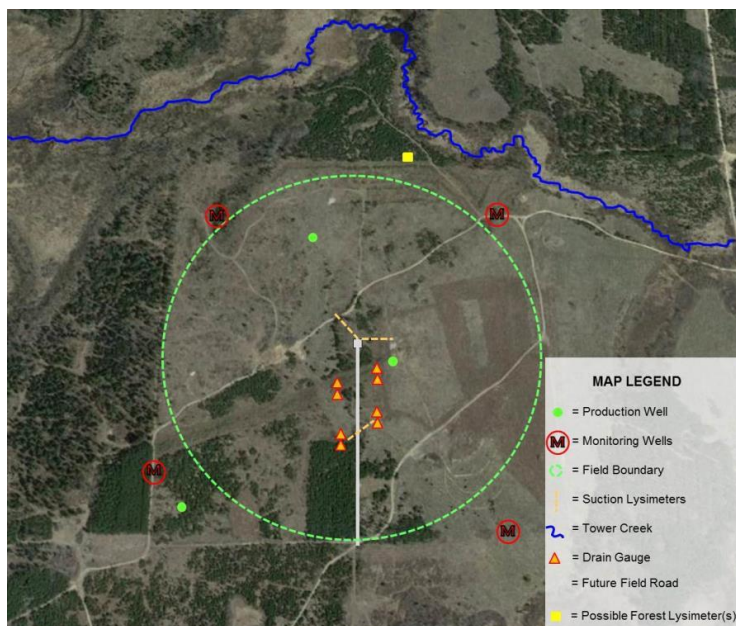 M
M
M
M
MAP LEGEND
= Production Well
M = Monitoring Wells
= Field Boundary
= Suction Lysimeters
= Tower Creek
= Drain Gauge
= Future Field Road
= Possible Forest Lysimeter(s)